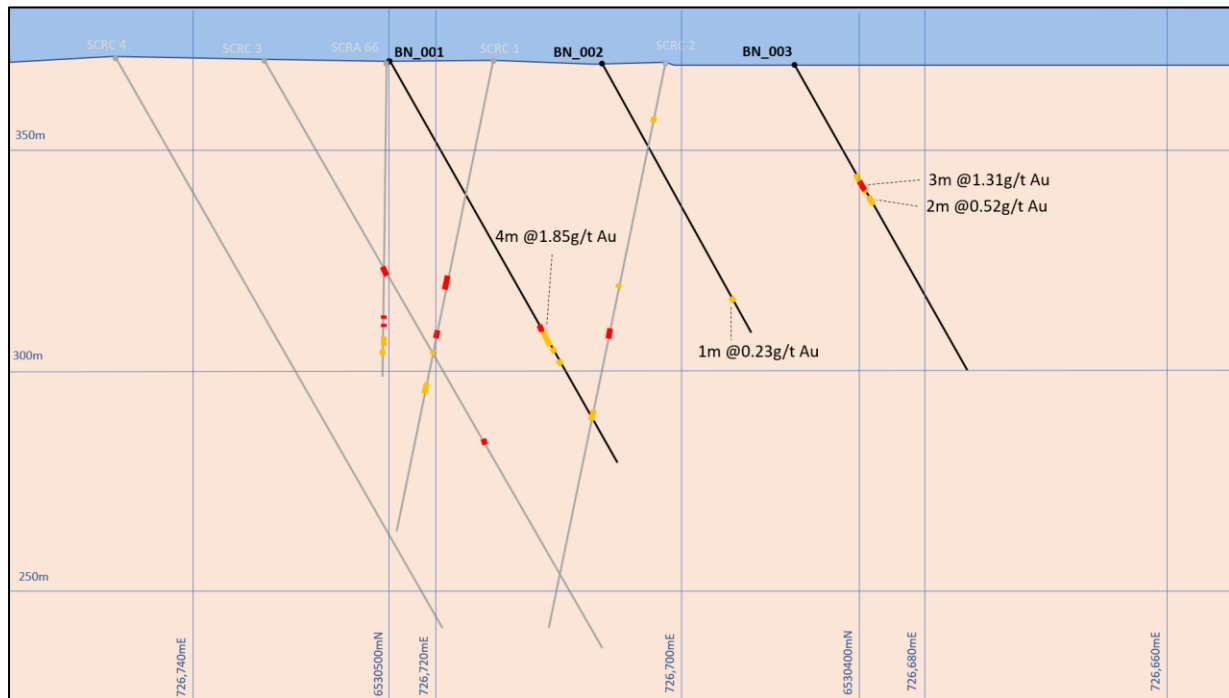 SCRC 4
SCRC 3
SCRA 66
BN_001
SCRC 1
BN_002
SCRC 2
BN_003
350m
3m @1.31g/t Au
2m @0.52g/t Au
4m @1.85g/t Au
1m @0.23g/t Au
300m
250m
726,740mE
6530500mN
726,720mE
726,700mE
6530400mN
726,680mE
726,660mE